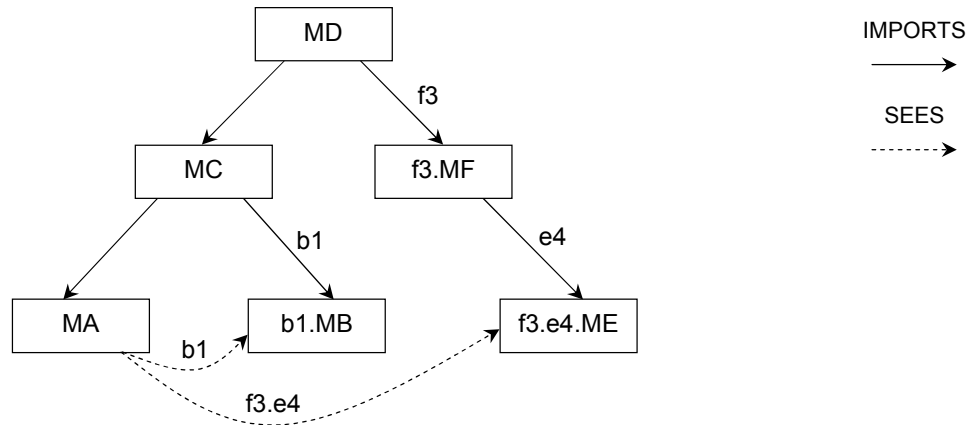 MD
IMPORTS
f3
SEES
MC
f3.MF
b1
e4
MA
b1.MB
f3.e4.ME
b1
f3.e4